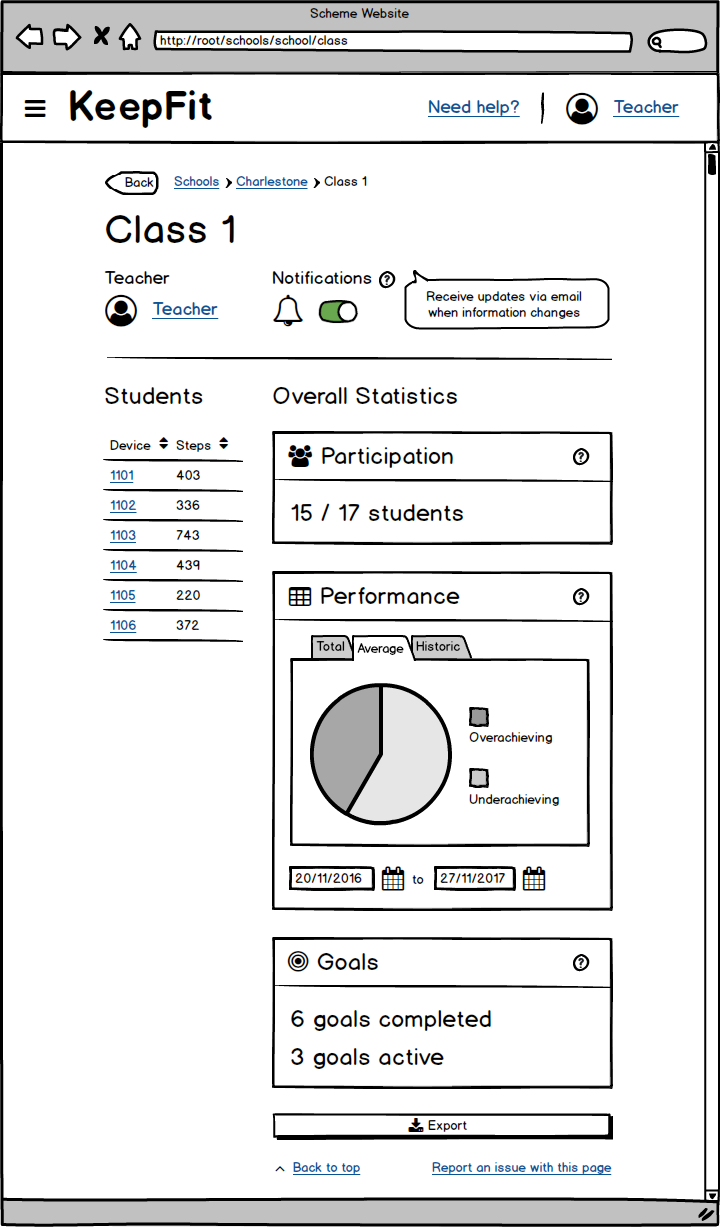 Scheme Website
http://root/schools/school/class
KeepFit
Need help?
Teacher
Back
Schools
Charlestone
Class 1
Class 1
Teacher
Teacher
Notifications ?
Receive updates via email
when information changes
Students
Device Steps
1101 403
1102 336
1103 743
1104 439
1105 220
1106 372
Overall Statistics
Participation ?
15 / 17 students
Performance ?
Total Average Historic
Overachieving
Underachieving
20/11/2016 to 27/11/2017
Goals ?
6 goals completed
3 goals active
Export
Back to top
Report an issue with this page